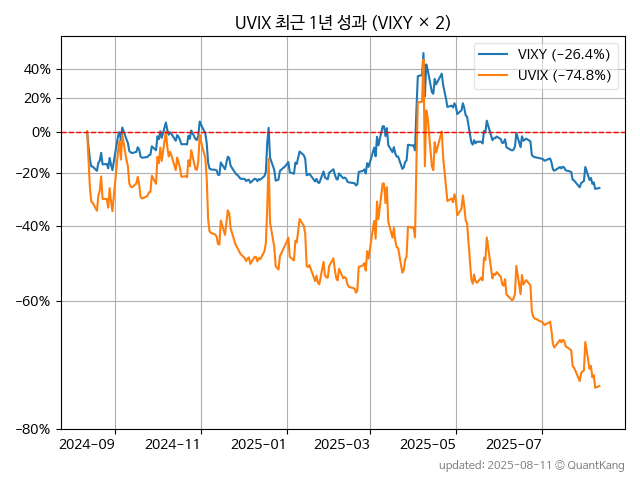 UVIX 최근 1년 성과 (VIXY × 2)
VIXY (−26.4%)
UVIX (−74.8%)
40%
20%
0%
−20%
−40%
−60%
−80%
2024−09 2024−11 2025−01 2025−03 2025−05 2025−07
updated: 2025-08-11 © QuantKang